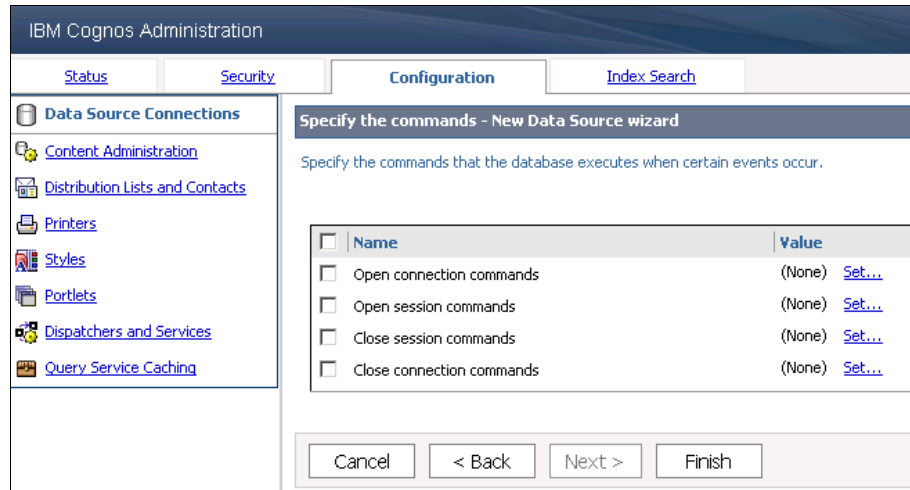 IBM Cognos Administration
Status Security Configuration Index Search
Data Source Connections
Content Administration
Distribution Lists and Contacts
Printers
Styles
Portlets
Dispatchers and Services
Query Service Caching
Specify the commands - New Data Source wizard
Specify the commands that the database executes when certain events occur.
Name Value
Open connection commands (None) Set...
Open session commands (None) Set...
Close session commands (None) Set...
Close connection commands (None) Set...
Cancel < Back Next > Finish